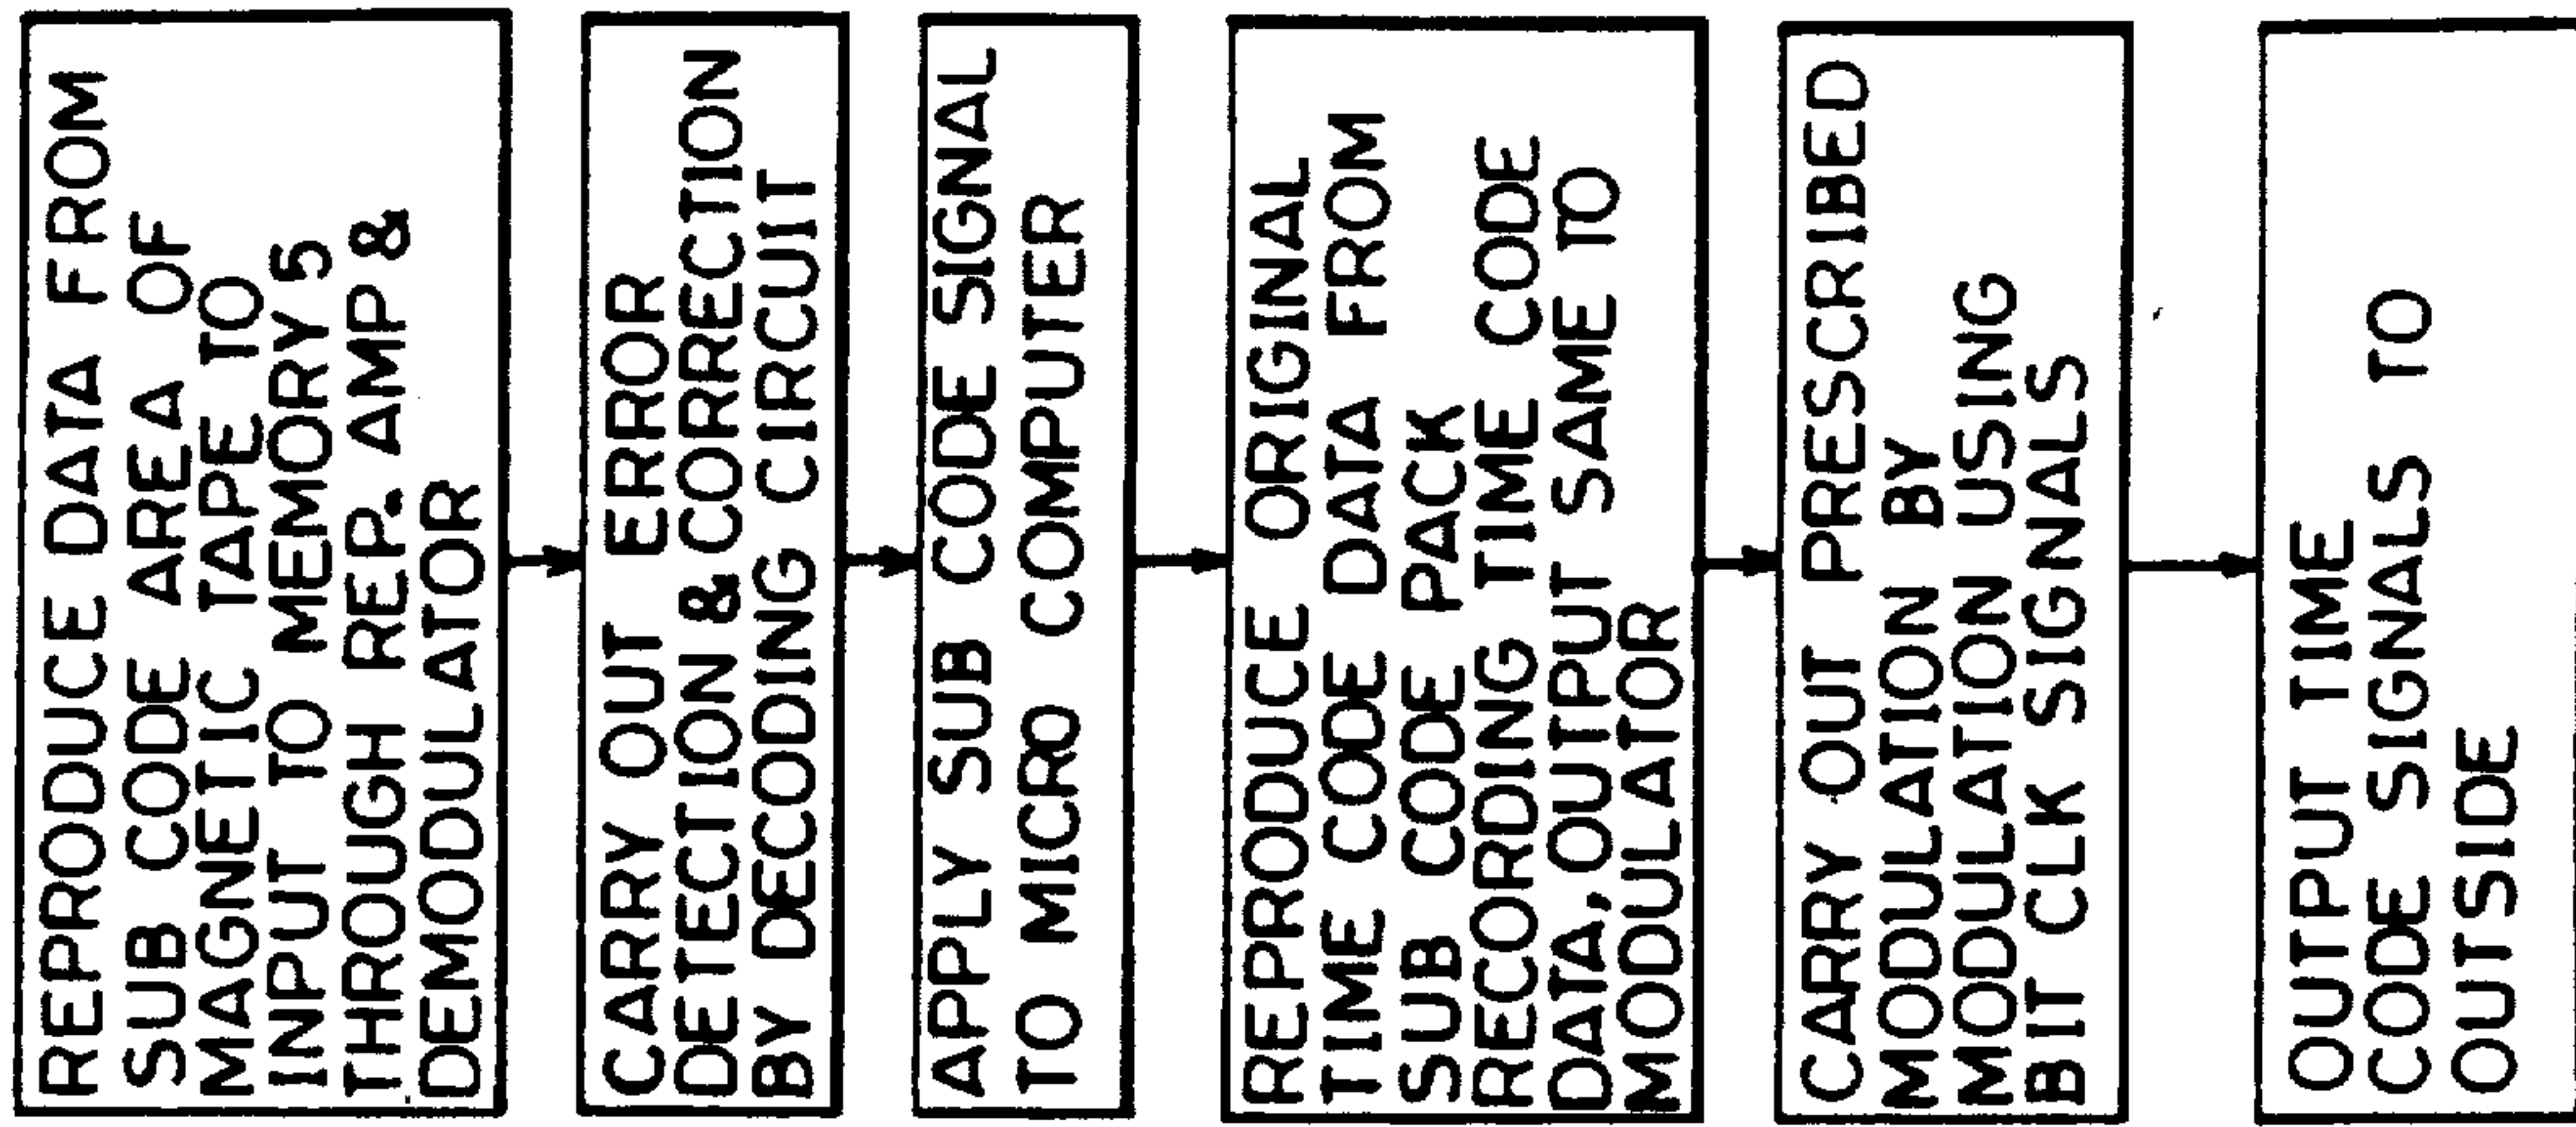 REPRODUCE DATA FROM
SUB CODE AREA OF
MAGNETIC TAPE TO
INPUT TO MEMORY 5
THROUGH REP. AMP &
DEMODULATOR
CARRY OUT ERROR
DETECTION & CORRECTION
BY DECODING CIRCUIT
APPLY SUB CODE SIGNAL
TO MICRO COMPUTER
REPRODUCE ORIGINAL
TIME CODE DATA FROM
SUB CODE PACK
RECORDING TIME CODE
DATA, OUTPUT SAME TO
MODULATOR
CARRY OUT PRESCRIBED
MODULATION BY
MODULATION USING
BIT CLK SIGNALS
OUTPUT TIME
CODE SIGNALS TO
OUTSIDE